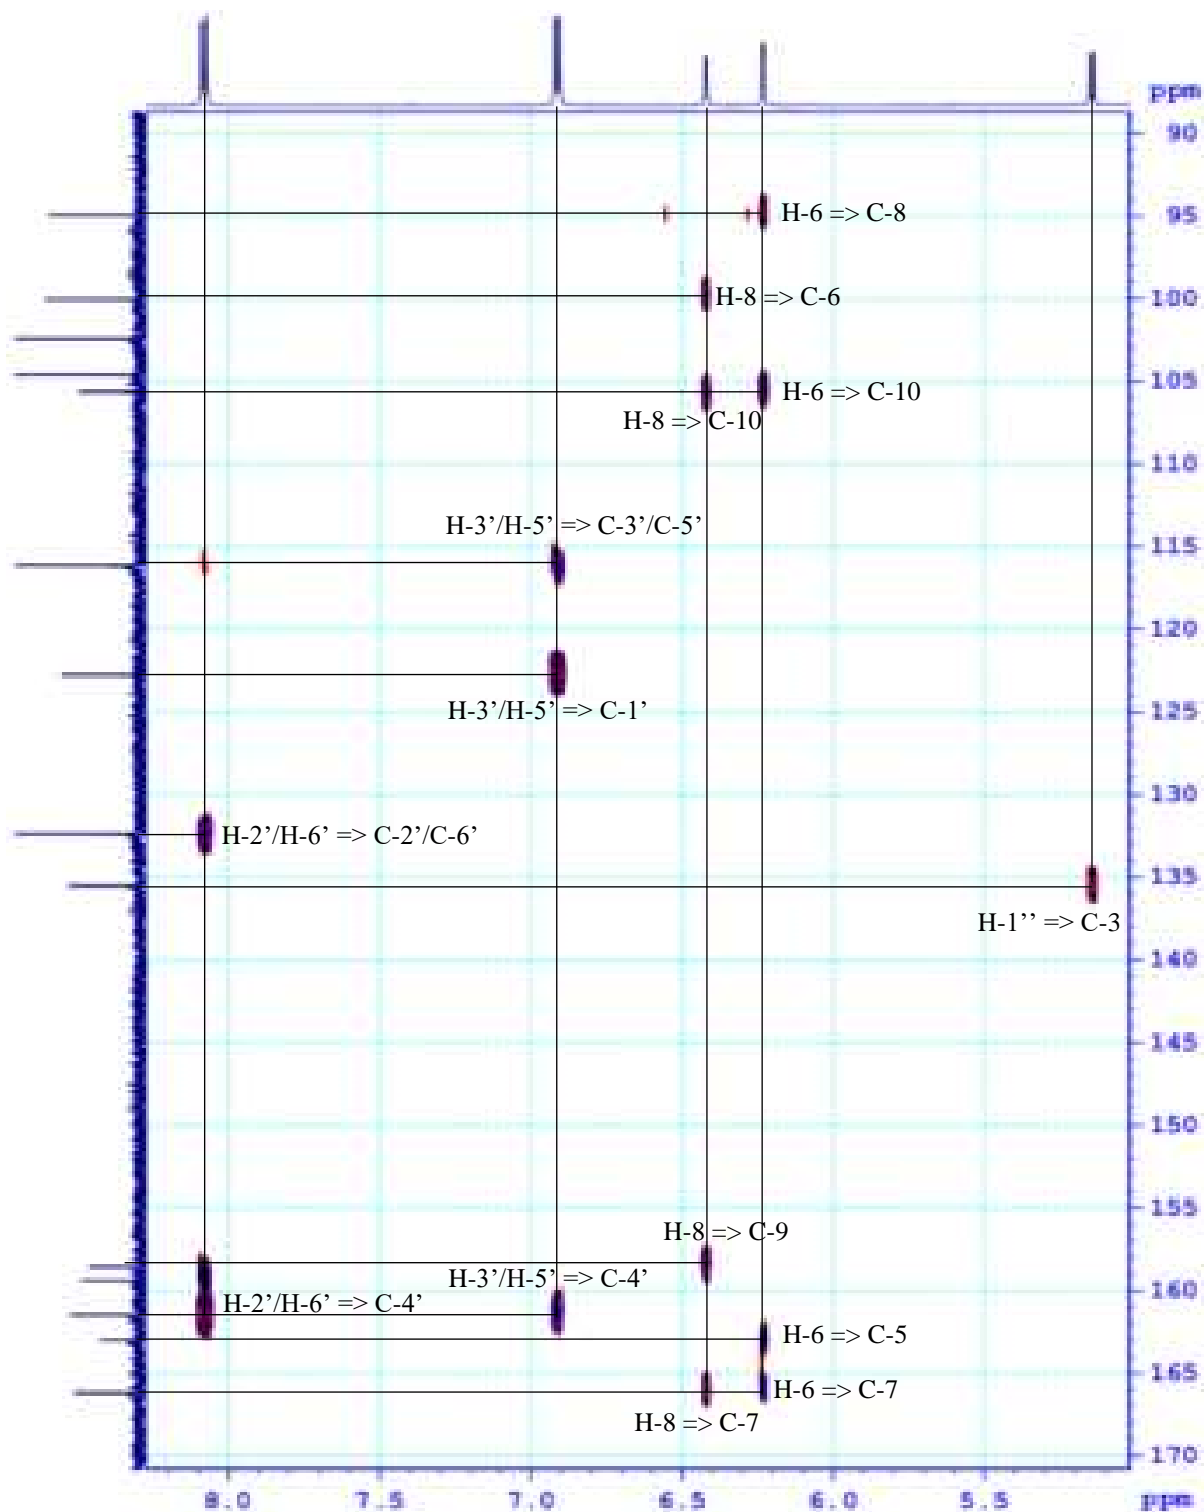 ppm
90
H-6 => C-8
95
H-8 => C-6
100
H-6 => C-10
105
H-8 => C-10
110
H-3’/H-5’ => C-3’/C-5’
115
120
H-3’/H-5’ => C-1’
125
130
H-2’/H-6’ => C-2’/C-6’
135
H-1’’ => C-3
140
145
150
155
H-8 => C-9
H-3’/H-5’ => C-4’
160
H-2’/H-6’ => C-4’
H-6 => C-5
165
H-6 => C-7
H-8 => C-7
170
8.0 7.5 7.0 6.5 6.0 5.5 ppm